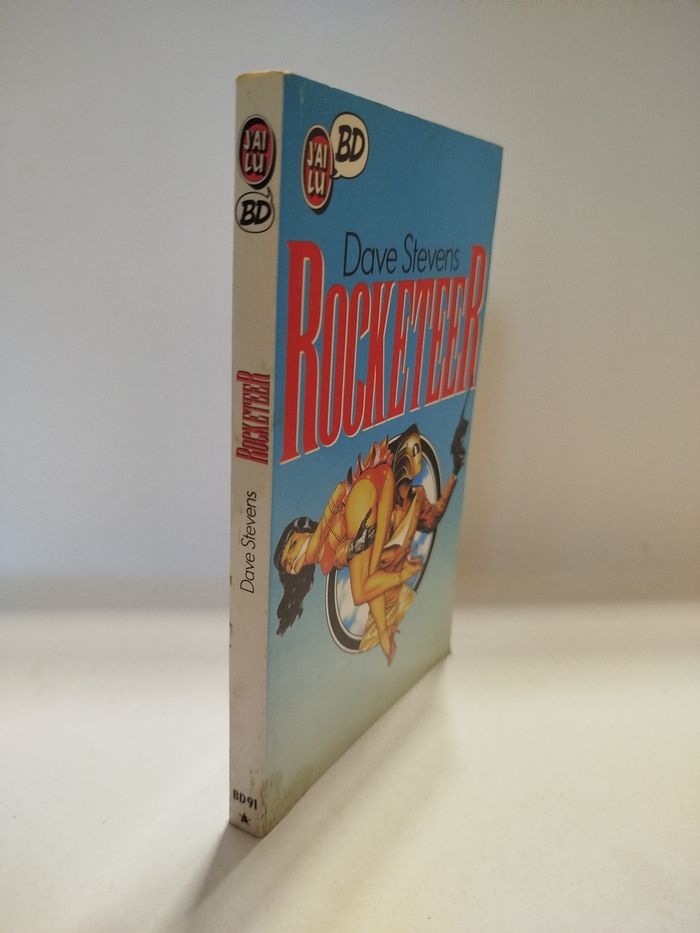 J'AI
LU
BD
ROCKETEER
Dave Stevens
BD91
J'AI
LU
BD
Dave Stevens
ROCKETEER